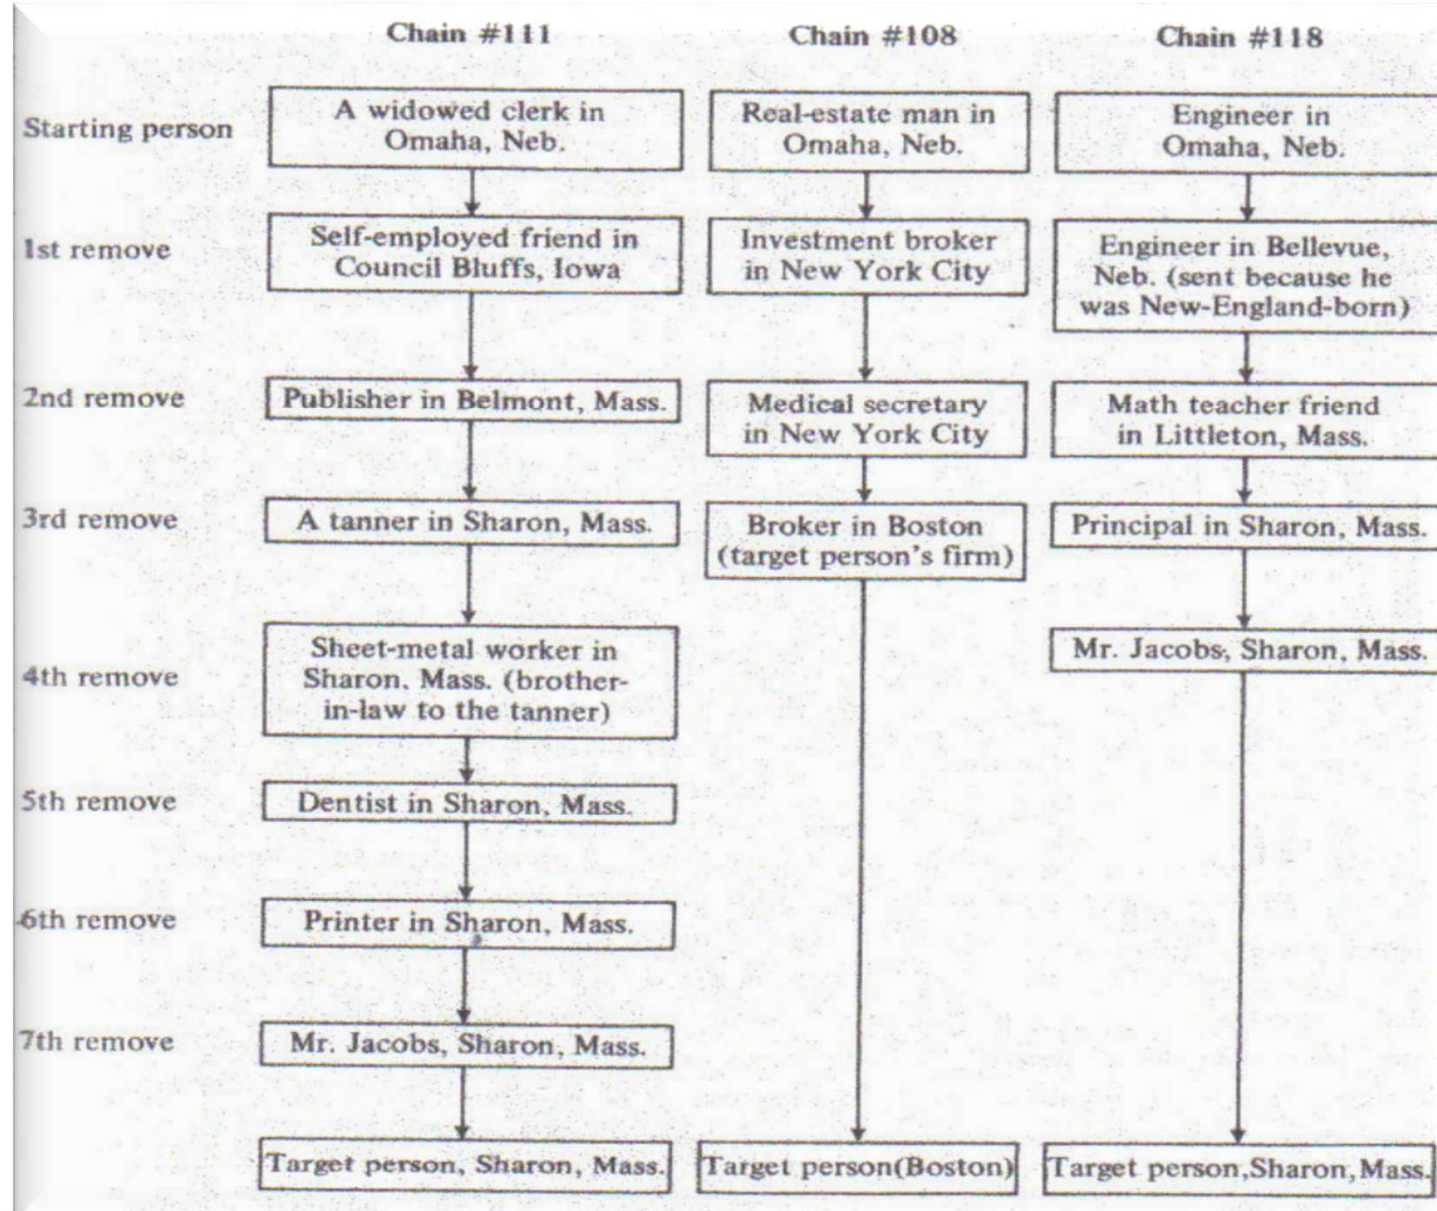 Chain #111
Chain #108
Chain #118
Starting person
A widowed clerk in
Omaha, Neb.
Real-estate man in
Omaha, Neb.
Engineer in
Omaha, Neb.
1st remove
Self-employed friend in
Council Bluffs, Iowa
Investment broker
in New York City
Engineer in Bellevue,
Neb. (sent because he
was New-England-born)
2nd remove
Publisher in Belmont, Mass.
Medical secretary
in New York City
Math teacher friend
in Littleton, Mass.
3rd remove
A tanner in Sharon, Mass.
Broker in Boston
(target person's firm)
Principal in Sharon, Mass.
4th remove
Sheet-metal worker in
Sharon, Mass. (brother-
in-law to the tanner)
Mr. Jacobs, Sharon, Mass.
5th remove
Dentist in Sharon, Mass.
6th remove
Printer in Sharon, Mass.
7th remove
Mr. Jacobs, Sharon, Mass.
Target person, Sharon, Mass.
Target person(Boston)
Target person,Sharon,Mass.